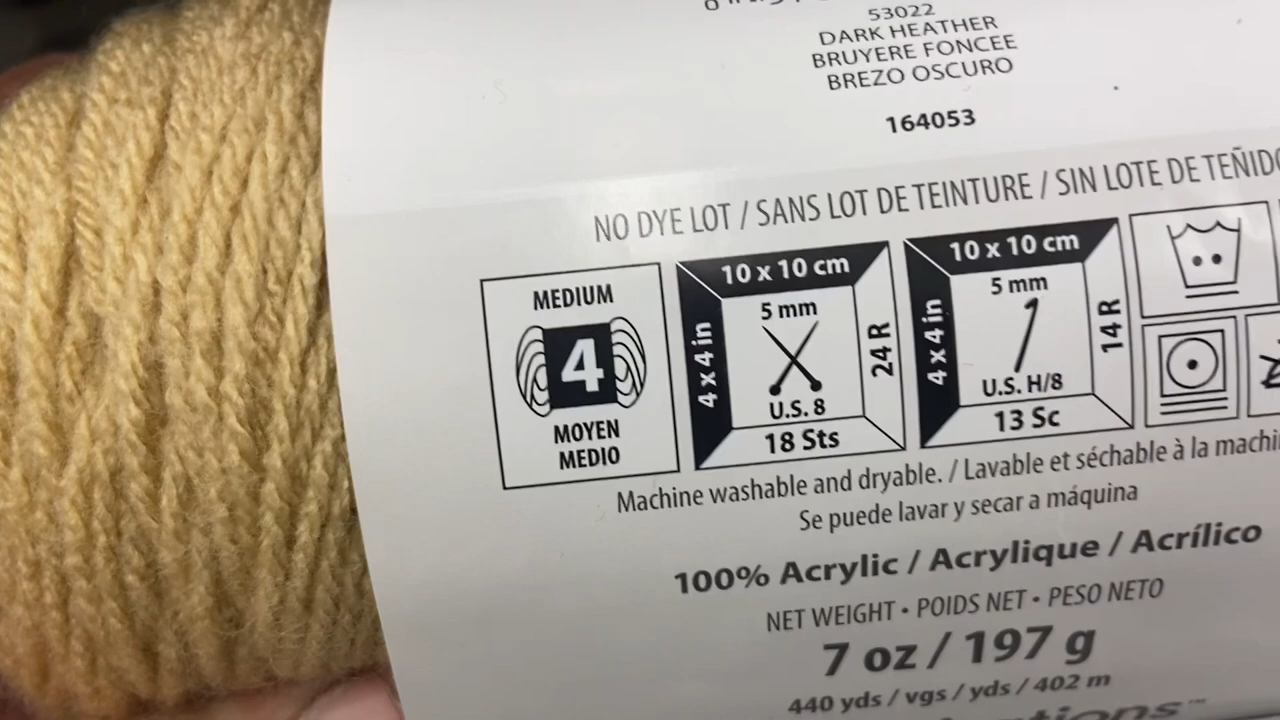 53022
DARK HEATHER
BRUYERE FONCEE
BREZO OSCURO
164053
NO DYE LOT / SANS LOT DE TEINTURE / SIN LOTE DE
MEDIUM
4
MOYEN
MEDIO
10 x 10 cm
4 x 4 in
5 mm
24 R
U.S. 8
18 Sts
10 x 10 cm
4 x 4 in
5 mm
14 R
U.S. H/8
13 Sc
Machine washable and dryable. / Lavable et séchable à la
Se puede lavar y secar a máquina
100% Acrylic / Acrylique / Acrílico
NET WEIGHT • POIDS NET • PESO NETO
7 oz / 197 g
440 yds / vgs / yds / 402 m